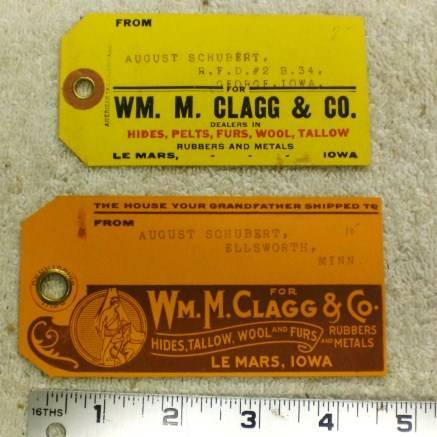 FROM
AUGUST SCHUBERT,
R.F.D.#2 B.34,
GEORGE, IOWA.
FOR
WM. M. CLAGG & CO.
DEALERS IN
HIDES, PELTS, FURS, WOOL, TALLOW
RUBBERS AND METALS
LE MARS, - - - IOWA
THE HOUSE YOUR GRANDFATHER SHIPPED TO
FROM
AUGUST SCHUBERT,
ELLSWORTH,
MINN.
FOR
WM. M. CLAGG & CO.
HIDES, TALLOW, WOOL AND FURS RUBBERS AND METALS
LE MARS, IOWA
16THS 1 2 3 4 5